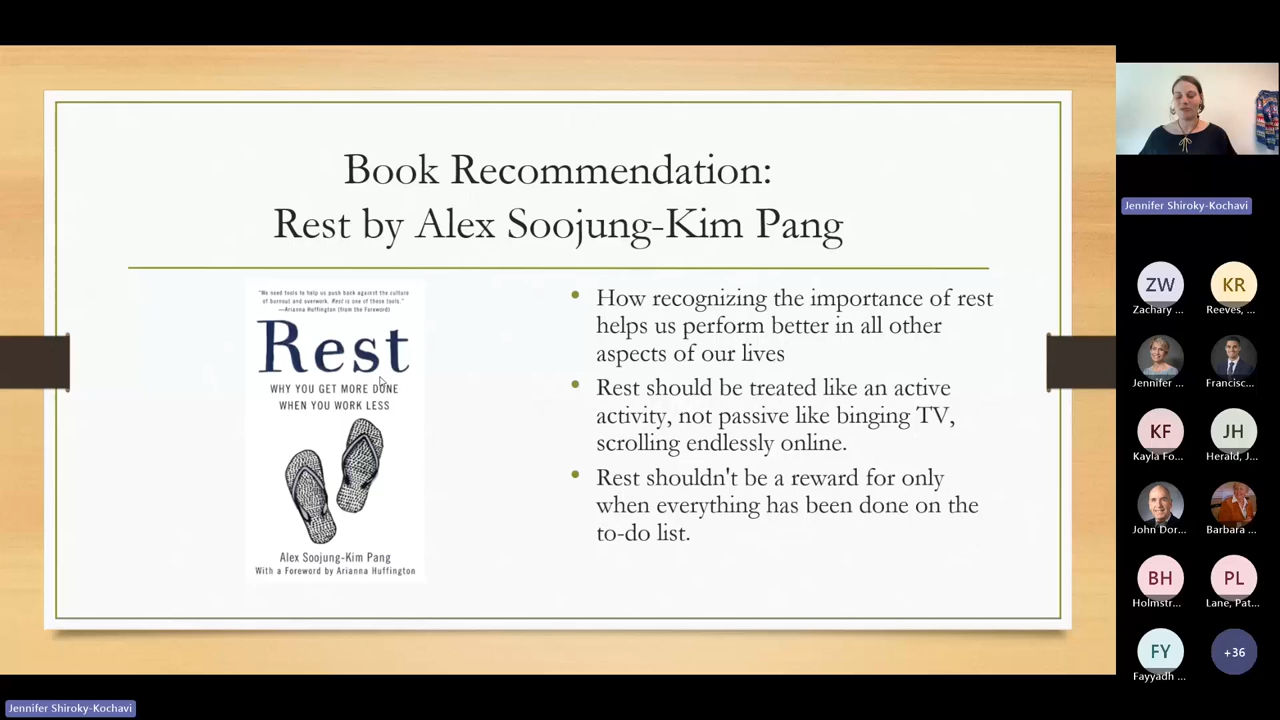 Book Recommendation:
Rest by Alex Soojung-Kim Pang
"We need tools to help us push back against the culture
of burnout and overwork. Rest is one of these tools."
—Arianna Huffington (from the Foreword)
Rest
WHY YOU GET MORE DONE
WHEN YOU WORK LESS
Alex Soojung-Kim Pang
With a Foreword by Arianna Huffington
• How recognizing the importance of rest
helps us perform better in all other
aspects of our lives
• Rest should be treated like an active
activity, not passive like binging TV,
scrolling endlessly online.
• Rest shouldn't be a reward for only
when everything has been done on the
to-do list.
Jennifer Shiroky-Kochavi
ZW
Zachary ...
KR
Reeves, ...
Jennifer ...
Francisc...
KF
Kayla Fo...
JH
Herald, J...
John Dor...
Barbara ...
BH
Holmstr...
PL
Lane, Pat...
FY
Fayyadh ...
+36
Jennifer Shiroky-Kochavi